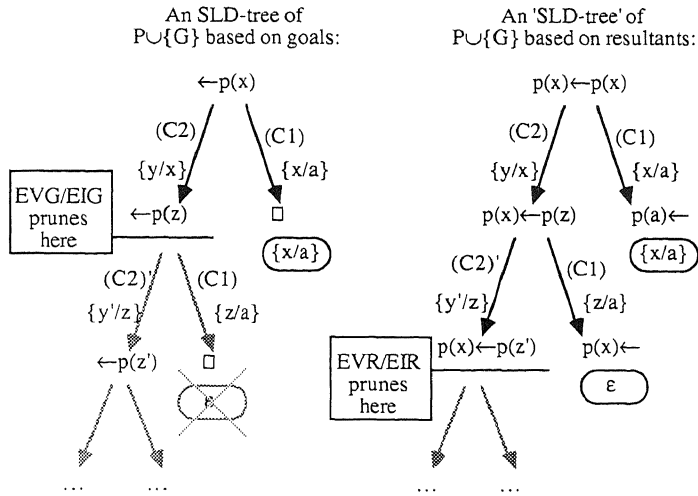 An SLD-tree of
P∪{G} based on goals:
←p(x)
(C2)
(C1)
{y/x}
{x/a}
EVG/EIG
prunes
here
←p(z)
□
{x/a}
(C2)'
(C1)
{y'/z}
{z/a}
←p(z')
□
ε
...
...
An 'SLD-tree' of
P∪{G} based on resultants:
p(x)←p(x)
(C2)
(C1)
{y/x}
{x/a}
p(x)←p(z)
p(a)←
{x/a}
(C2)'
(C1)
{y'/z}
{z/a}
EVR/EIR
prunes
here
p(x)←p(z')
p(x)←
ε
...
...